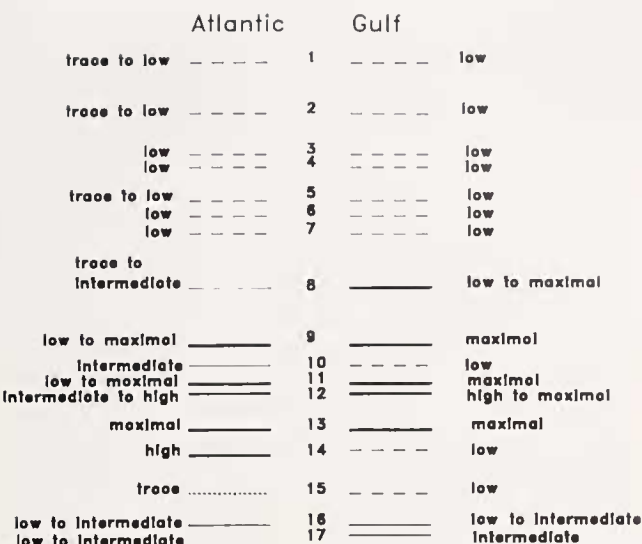 Atlantic Gulf
trace to low 1 low
trace to low 2 low
low 3 low
low 4 low
trace to low 5 low
low 6 low
low 7 low
trace to
intermediate 8 low to maximal
low to maximal 9 maximal
intermediate 10 low
low to maximal 11 maximal
intermediate to high 12 high to maximal
maximal 13 maximal
high 14 low
trace 15 low
low to intermediate 16 low to intermediate
low to intermediate 17 intermediate